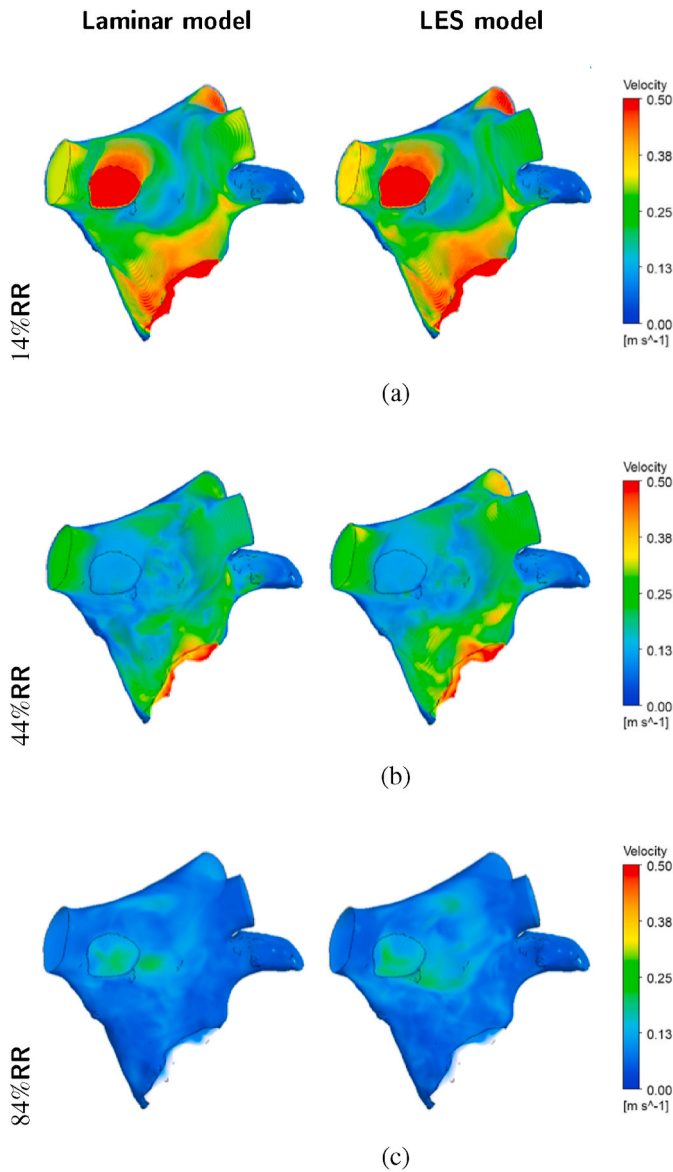 Laminar model LES model
Velocity
0.50
0.38
0.25
0.13
0.00
[m s^-1]
14%RR
(a)
Velocity
0.50
0.38
0.25
0.13
0.00
[m s^-1]
44%RR
(b)
Velocity
0.50
0.38
0.25
0.13
0.00
[m s^-1]
84%RR
(c)